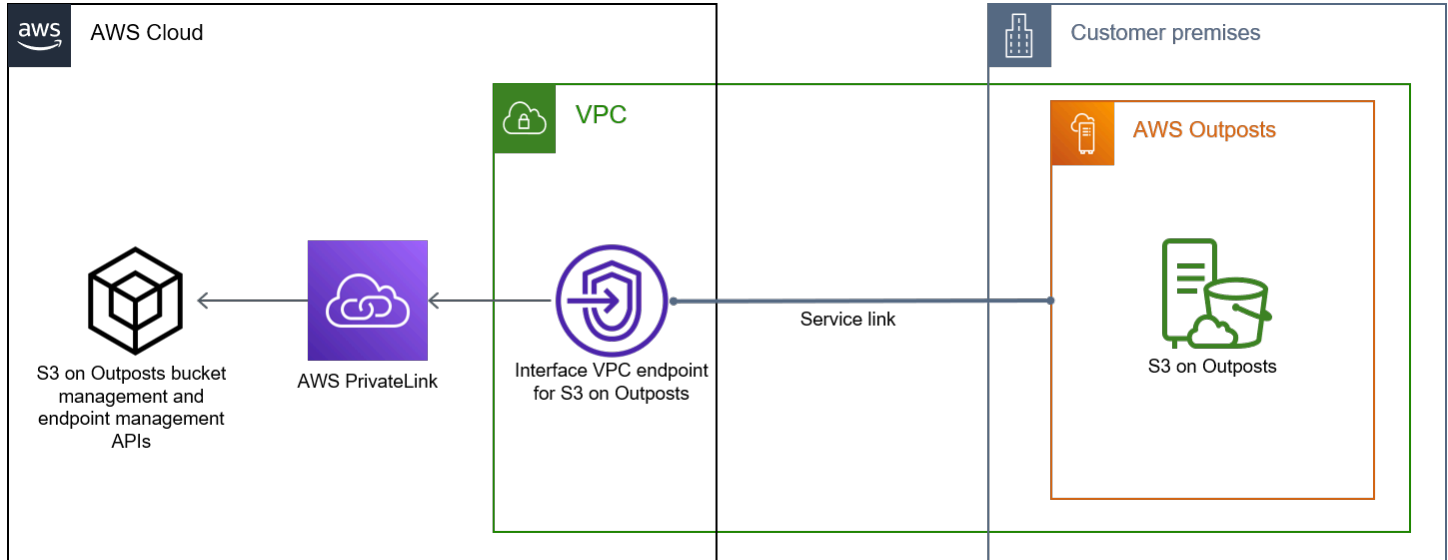 aws
AWS Cloud
Customer premises
VPC
AWS Outposts
Service link
S3 on Outposts bucket
management and
endpoint management
APIs
AWS PrivateLink
Interface VPC endpoint
for S3 on Outposts
S3 on Outposts